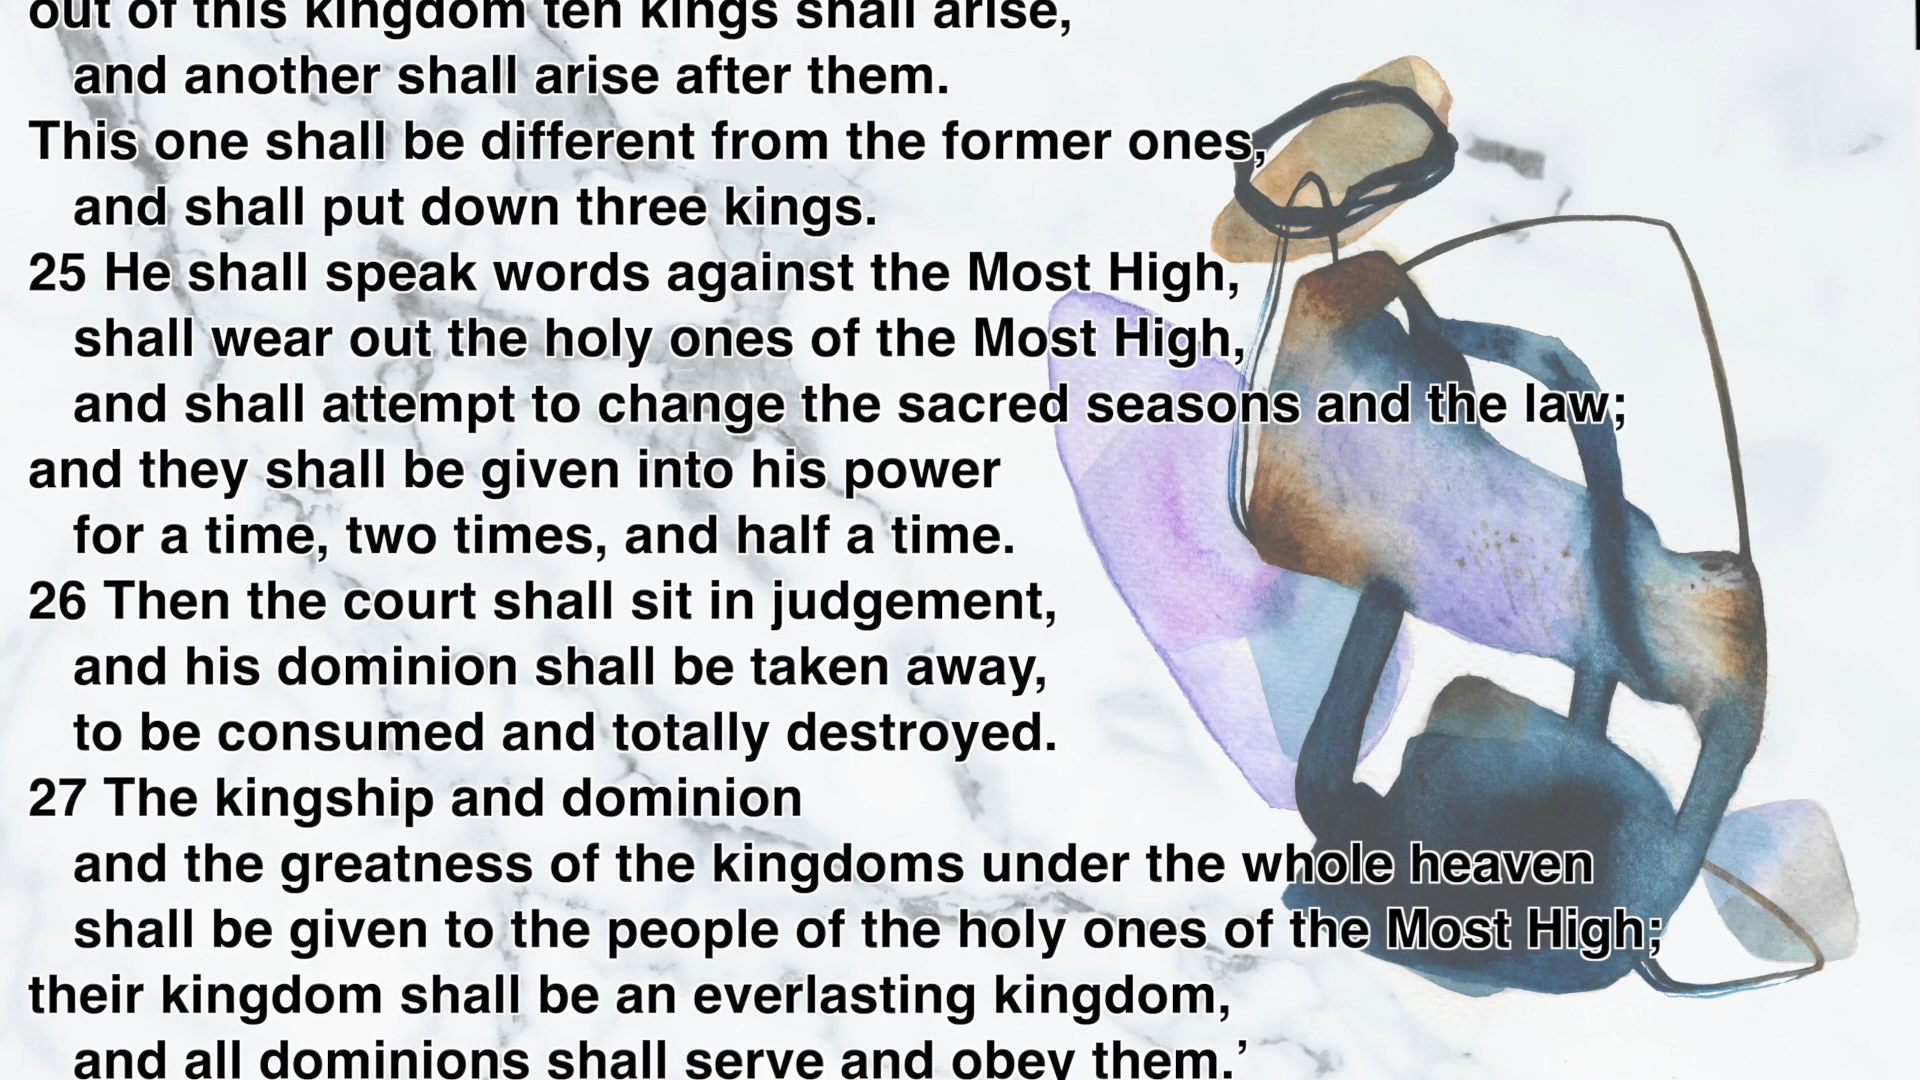 out of this kingdom ten kings shall arise,
and another shall arise after them.
This one shall be different from the former ones,
and shall put down three kings.
25 He shall speak words against the Most High,
shall wear out the holy ones of the Most High,
and shall attempt to change the sacred seasons and the law;
and they shall be given into his power
for a time, two times, and half a time.
26 Then the court shall sit in judgement,
and his dominion shall be taken away,
to be consumed and totally destroyed.
27 The kingship and dominion
and the greatness of the kingdoms under the whole heaven
shall be given to the people of the holy ones of the Most High;
their kingdom shall be an everlasting kingdom,
and all dominions shall serve and obey them.’